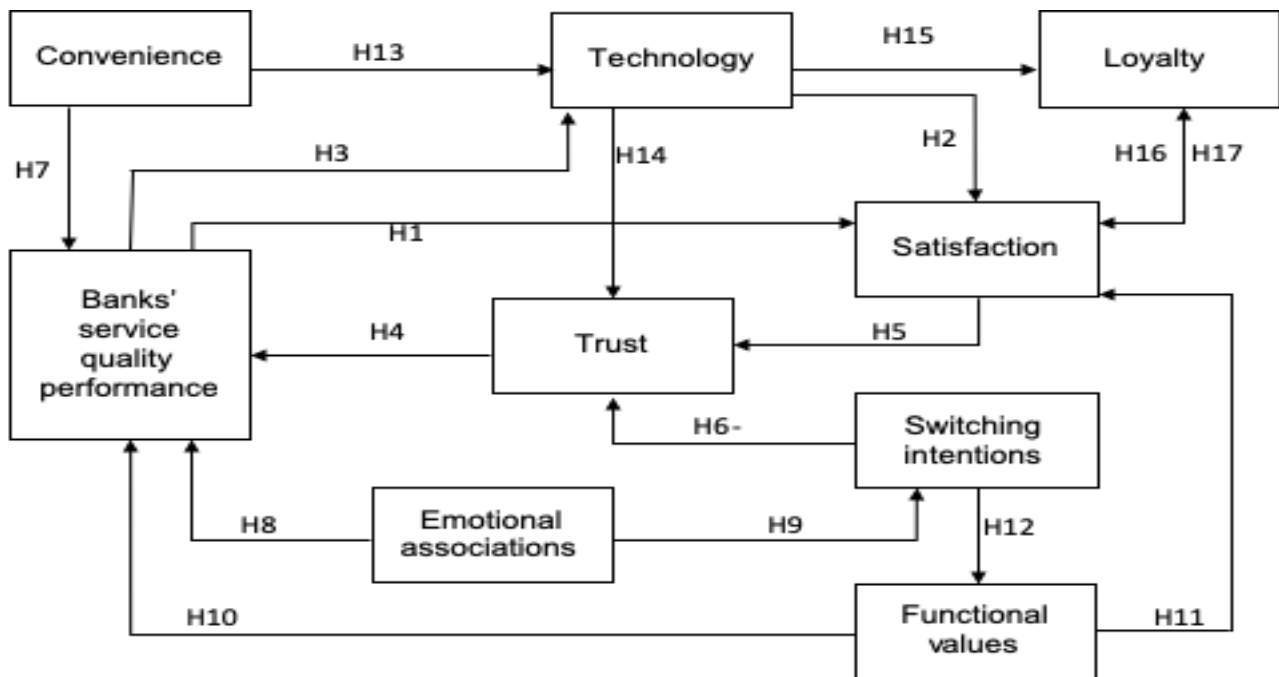 Convenience
H13
Technology
H15
Loyalty
H7
H3
H14
H2
H16
H17
H1
Satisfaction
Banks'
service
quality
performance
H4
Trust
H5
H6-
Switching
intentions
H8
Emotional
associations
H9
H12
H10
Functional
values
H11